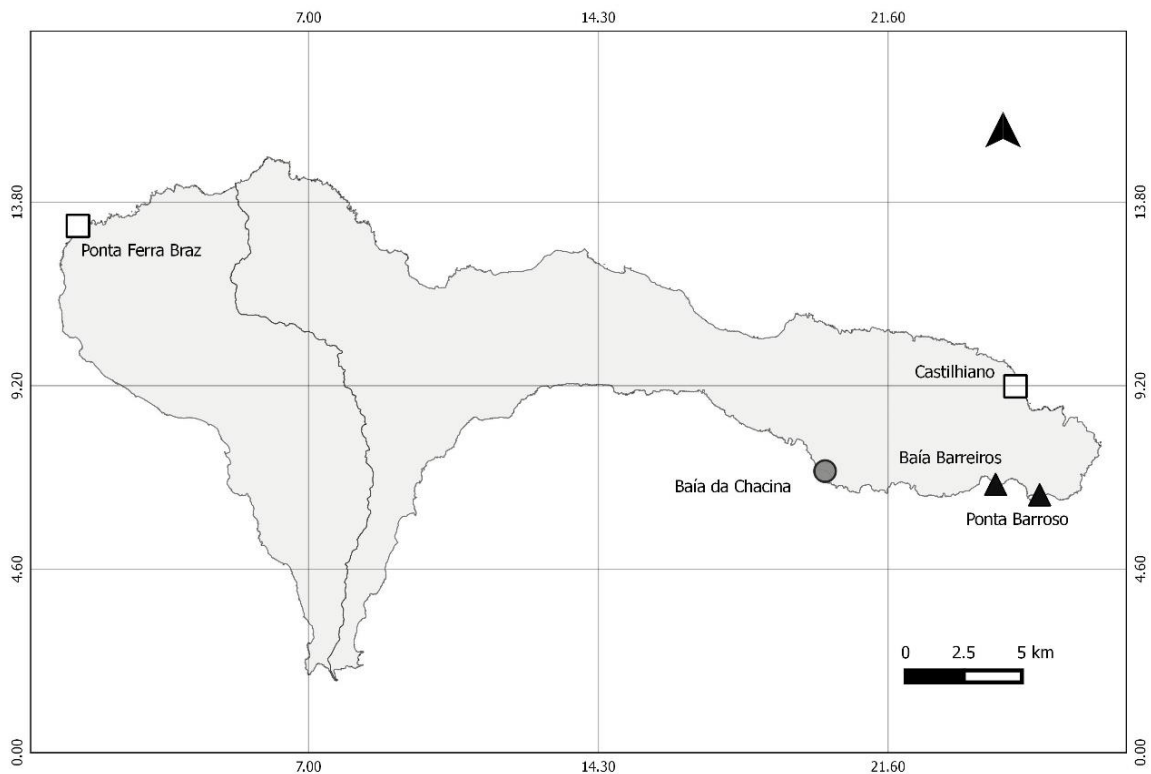 7.00 14.30 21.60
13.80 13.80
Ponta Ferra Braz
9.20 9.20
Castilhiano
Baía Barreiros
Baía da Chacina
Ponta Barroso
4.60 4.60
0 2.5 5 km
0.00 0.00
7.00 14.30 21.60